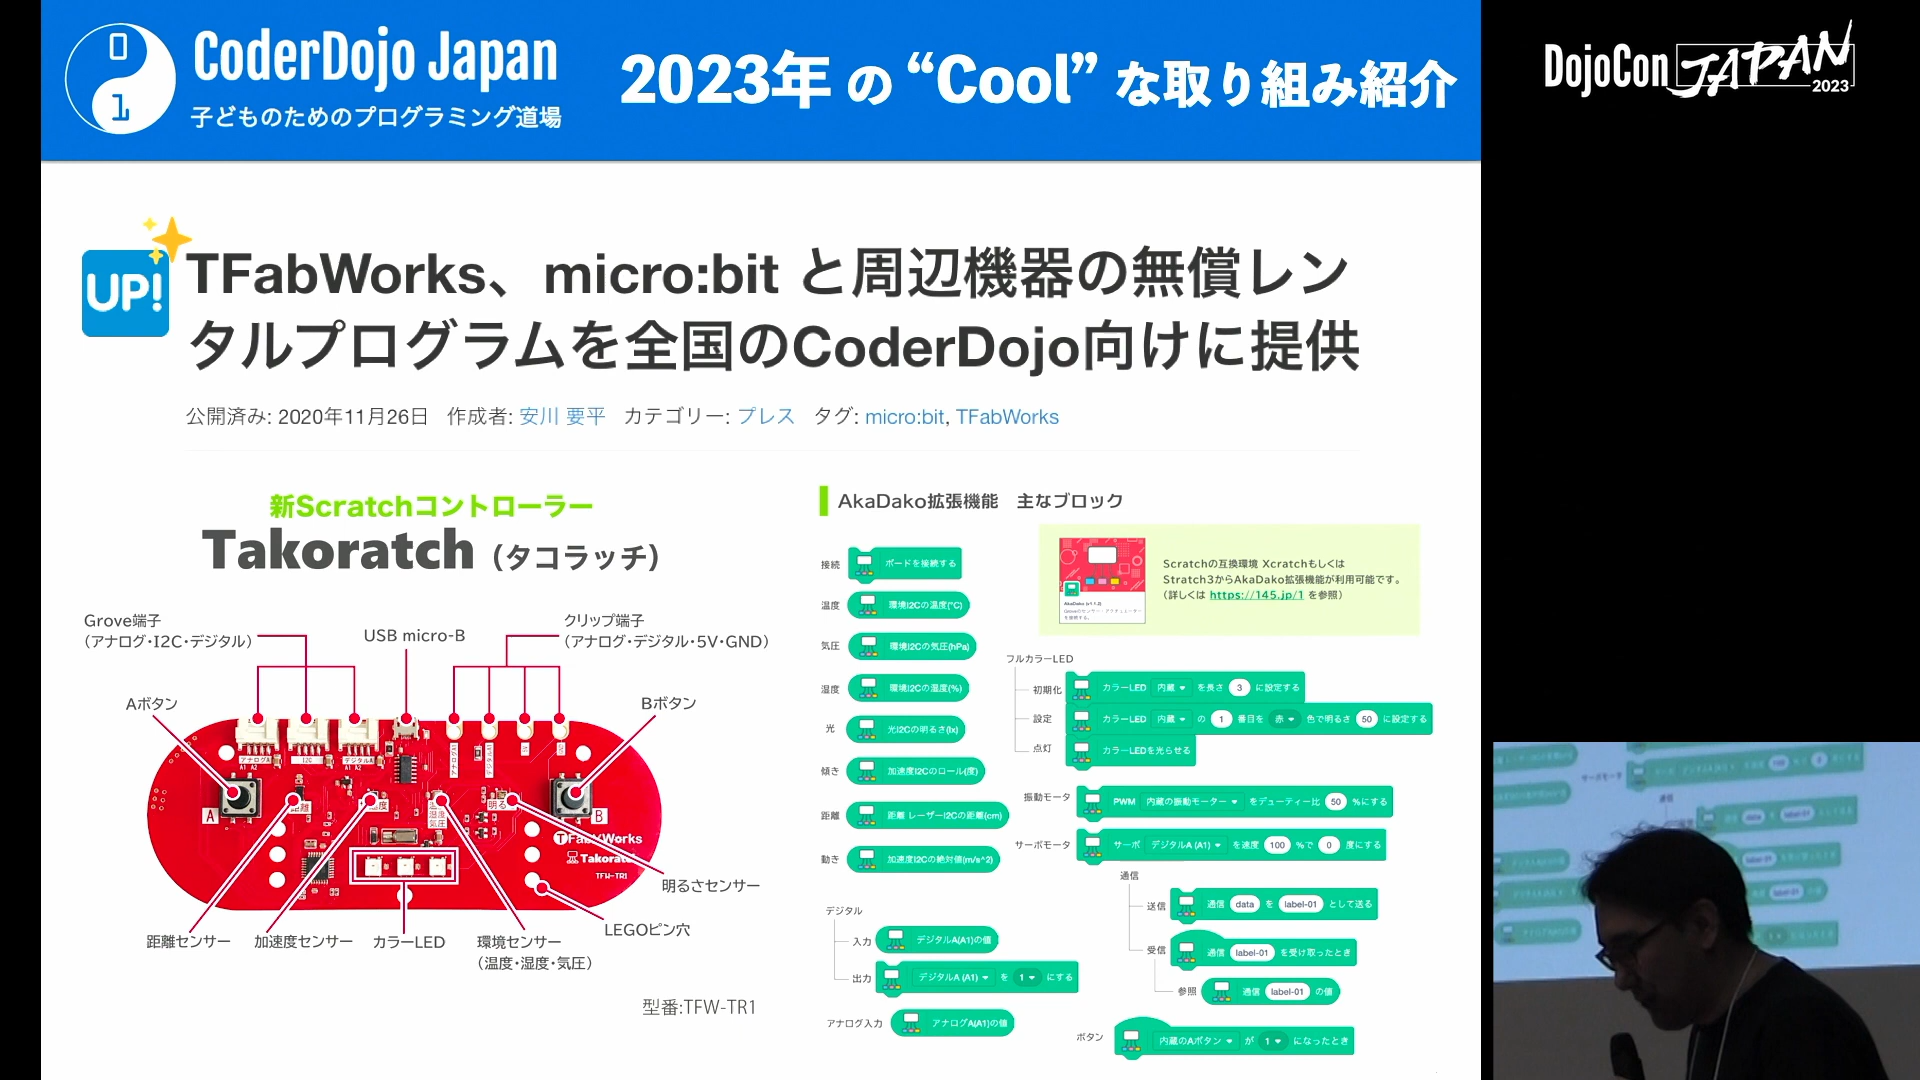 0
1
CoderDojo Japan
子どものためのプログラミング道場
2023年 の “Cool” な取り組み紹介
DojoCon JAPAN
2023
UP!
TFabWorks、micro:bit と周辺機器の無償レン
タルプログラムを全国のCoderDojo向けに提供
公開済み: 2020年11月26日 作成者: 安川 要平 カテゴリー: プレス タグ: micro:bit, TFabWorks
新Scratchコントローラー
Takoratch (タコラッチ)
Grove端子
(アナログ・I2C・デジタル)
USB micro-B
クリップ端子
(アナログ・デジタル・5V・GND)
Aボタン
Bボタン
A
B
TFabWorks
TFW-TR1
明るさセンサー
LEGOピン穴
距離センサー
加速度センサー
カラーLED
環境センサー
(温度・湿度・気圧)
型番:TFW-TR1
AkaDako拡張機能 主なブロック
Scratchの互換環境 Xcratchもしくは
Stretch3からAkaDako拡張機能が利用可能です。
(詳しくは https://145.jp/1 を参照)
接続 ボードを接続する
温度 環境I2Cの温度(℃)
気圧 環境I2Cの気圧(hPa)
湿度 環境I2Cの湿度(%)
光 光I2Cの明るさ(lx)
傾き 加速度I2Cのロール(度)
距離 距離 レーザーI2Cの距離(cm)
動き 加速度I2Cの絶対値(m/s^2)
デジタル
入力 デジタルA(A1)の値
出力 デジタルA (A1) を 1 にする
アナログ入力 アナログA(A1)の値
フルカラーLED
初期化 カラーLED 内蔵 を長さ 3 に設定する
設定 カラーLED 内蔵 の 1 番目を 赤 色で明るさ 50 に設定する
点灯 カラーLEDを光らせる
振動モータ PWM 内蔵の振動モーター をデューティー比 50 %にする
サーボモータ サーボ デジタルA (A1) を速度 100 %で 0 度にする
通信
送信 通信 data を label-01 として送る
受信 通信 label-01 を受け取ったとき
参照 通信 label-01 の値
ボタン 内蔵のAボタン が 1 になったとき